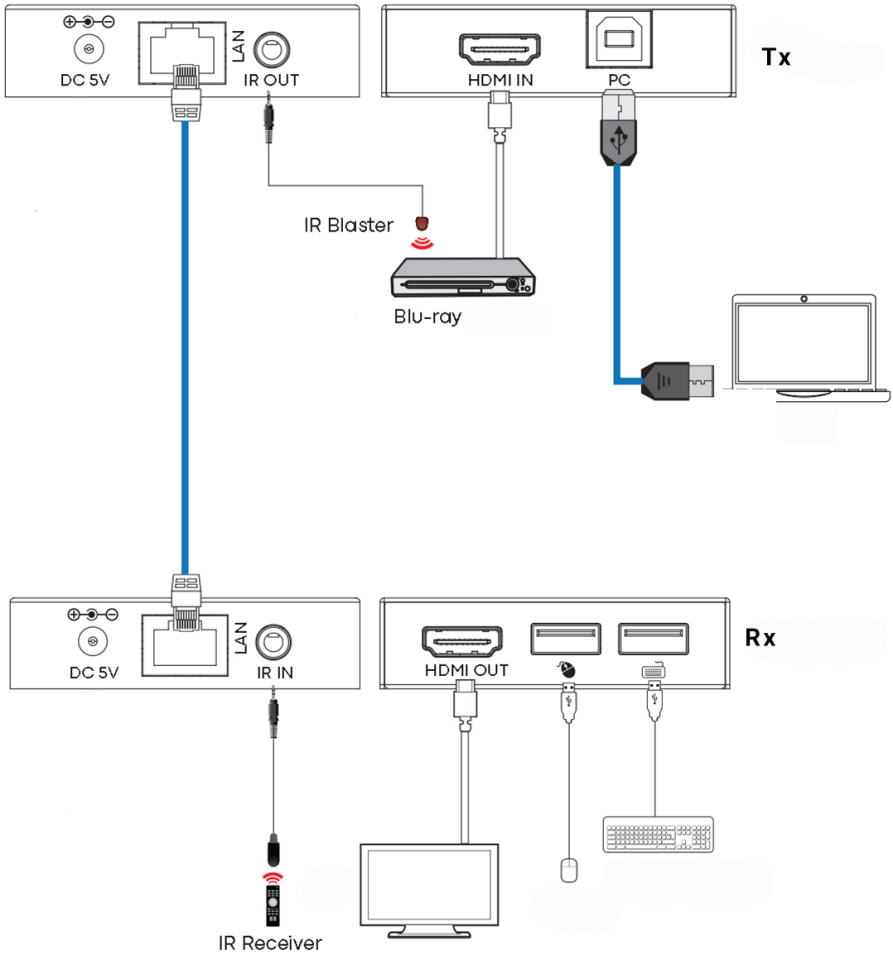 DC 5V
LAN
IR OUT
HDMI IN
PC
Tx
IR Blaster
Blu-ray
DC 5V
LAN
IR IN
HDMI OUT
Rx
IR Receiver